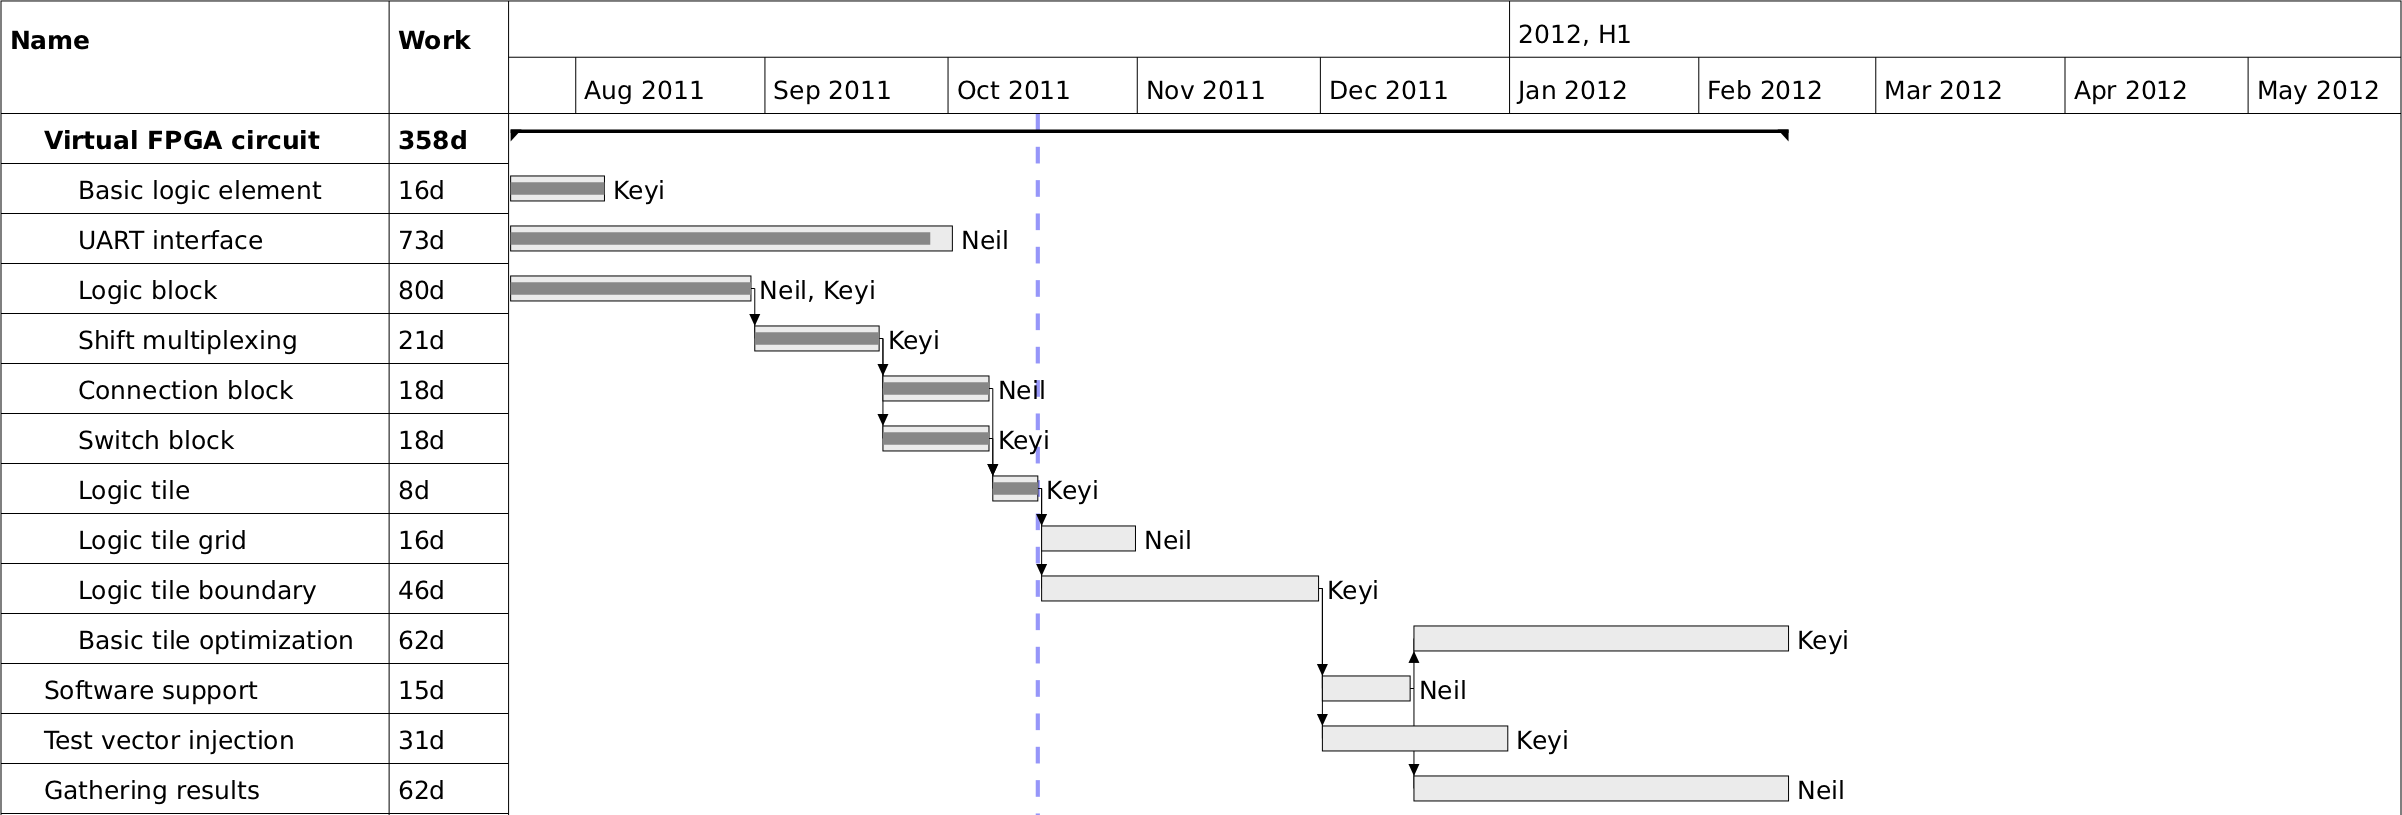 Name Work 2012, H1
Aug 2011 Sep 2011 Oct 2011 Nov 2011 Dec 2011 Jan 2012 Feb 2012 Mar 2012 Apr 2012 May 2012
Virtual FPGA circuit 358d
Basic logic element 16d Keyi
UART interface 73d Neil
Logic block 80d Neil, Keyi
Shift multiplexing 21d Keyi
Connection block 18d Neil
Switch block 18d Keyi
Logic tile 8d Keyi
Logic tile grid 16d Neil
Logic tile boundary 46d Keyi
Basic tile optimization 62d Keyi
Software support 15d Neil
Test vector injection 31d Keyi
Gathering results 62d Neil